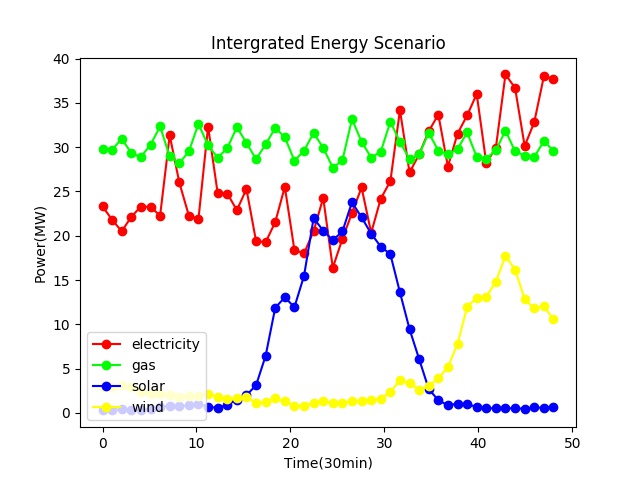 Intergrated Energy Scenario
Power(MW)
40
35
30
25
20
15
10
5
0
electricity
gas
solar
wind
0 10 20 30 40 50
Time(30min)